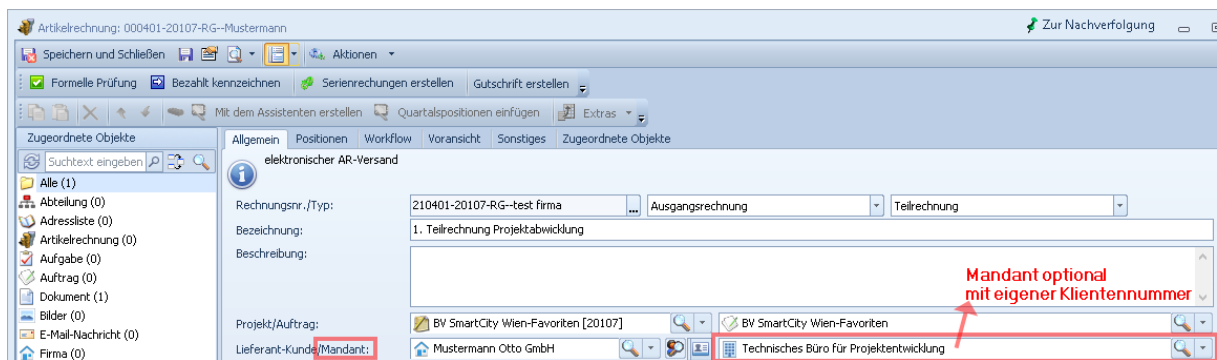 Artikelrechnung: 000401-20107-RG--Mustermann
Zur Nachverfolgung
Speichern und Schließen
Aktionen
Formelle Prüfung
Bezahlt kennzeichnen
Serienrechungen erstellen
Gutschrift erstellen
Mit dem Assistenten erstellen
Quartalspositionen einfügen
Extras
Zugeordnete Objekte
Allgemein
Positionen
Workflow
Voransicht
Sonstiges
Zugeordnete Objekte
Suchtext eingeben
elektronischer AR-Versand
Alle (1)
Abteilung (0)
Adressliste (0)
Artikelrechnung (0)
Aufgabe (0)
Auftrag (0)
Dokument (1)
Bilder (0)
E-Mail-Nachricht (0)
Firma (0)
Rechnungsnr./Typ:
210401-20107-RG--test firma
...
Ausgangsrechnung
Teilrechnung
Bezeichnung:
1. Teilrechnung Projektabwicklung
Beschreibung:
Mandant optional
mit eigener Klientennummer
Projekt/Auftrag:
BV SmartCity Wien-Favoriten [20107]
BV SmartCity Wien-Favoriten
Lieferant-Kunde/Mandant:
Mustermann Otto GmbH
Technisches Büro für Projektentwicklung